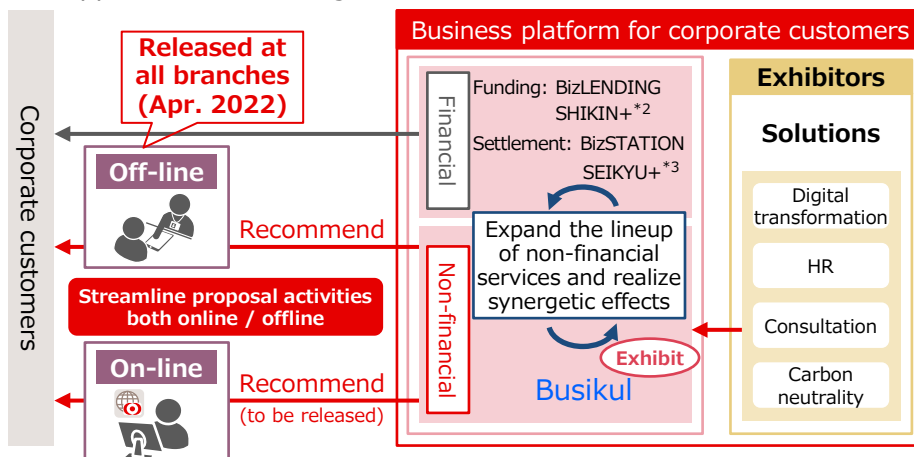 Business platform for corporate customers
Released at
all branches
(Apr. 2022)
Corporate customers
Off-line
Recommend
Streamline proposal activities
both online / offline
On-line
Recommend
(to be released)
Financial
Funding: BizLENDING
SHIKIN+*2
Settlement: BizSTATION
SEIKYU+*3
Expand the lineup
of non-financial
services and realize
synergetic effects
Non-financial
Exhibit
Busikul
Exhibitors
Solutions
Digital
transformation
HR
Consultation
Carbon
neutrality